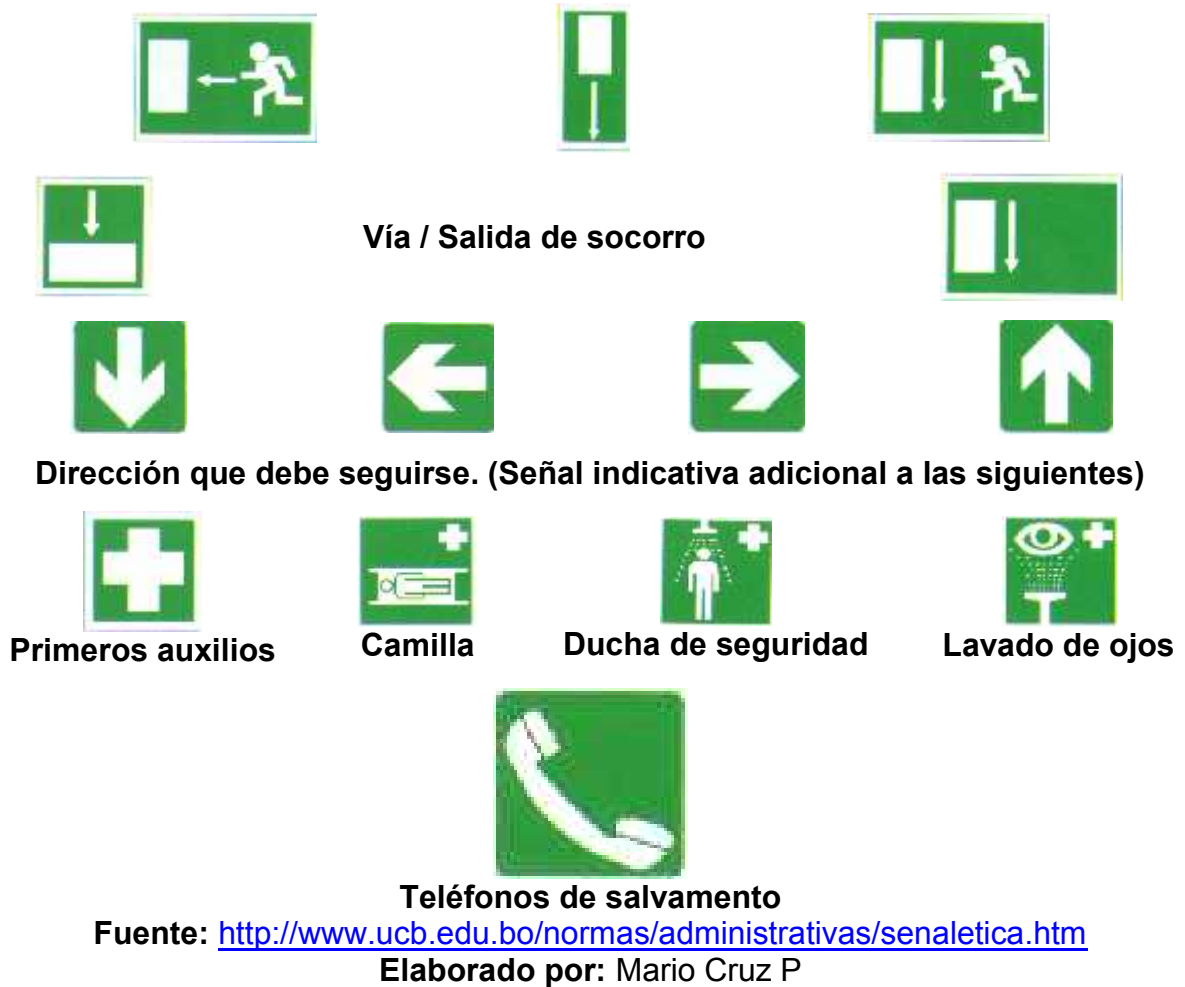 Vía / Salida de socorro
Dirección que debe seguirse. (Señal indicativa adicional a las siguientes)
Primeros auxilios
Camilla
Ducha de seguridad
Lavado de ojos
Teléfonos de salvamento
Fuente: http://www.ucb.edu.bo/normas/administrativas/senaletica.htm
Elaborado por: Mario Cruz P